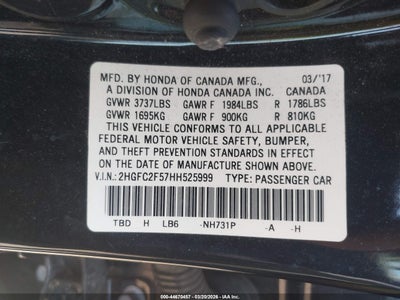 MFD. BY HONDA OF CANADA MFG., 03/'17
A DIVISION OF HONDA CANADA INC. CANADA
GVWR 3737LBS GAWR F 1984LBS R 1786LBS
GVWR 1695KG GAWR F 900KG R 810KG
THIS VEHICLE CONFORMS TO ALL APPLICABLE
FEDERAL MOTOR VEHICLE SAFETY, BUMPER,
AND THEFT PREVENTION STANDARDS IN EFFECT
ON THE DATE OF MANUFACTURE SHOWN ABOVE.
V.I.N.: 2HGFC2F57HH525999 TYPE: PASSENGER CAR
TBD H LB6 -NH731P -A -H
000-44670457 - 03/20/2026 - IAAI.COM